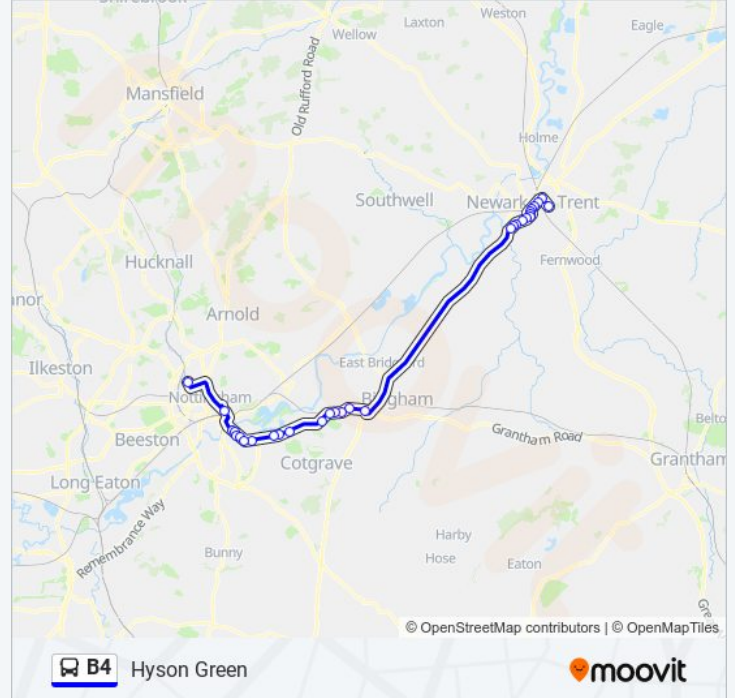 Weston
Laxton
Eagle
Wellow
Mansfield
Old Rufford Road
Holme
Southwell
Newark Trent
Hucknall
Fernwood
Arnold
Ilkeston
East Bridgford
Nottingham
Bingham
Beeston
Grantham Road
Cotgrave
Grantham
Long Eaton
Remembrance Way
Harby
Bunny
Hose
Eaton
© OpenStreetMap contributors | © OpenMapTiles
B4 Hyson Green
moovit